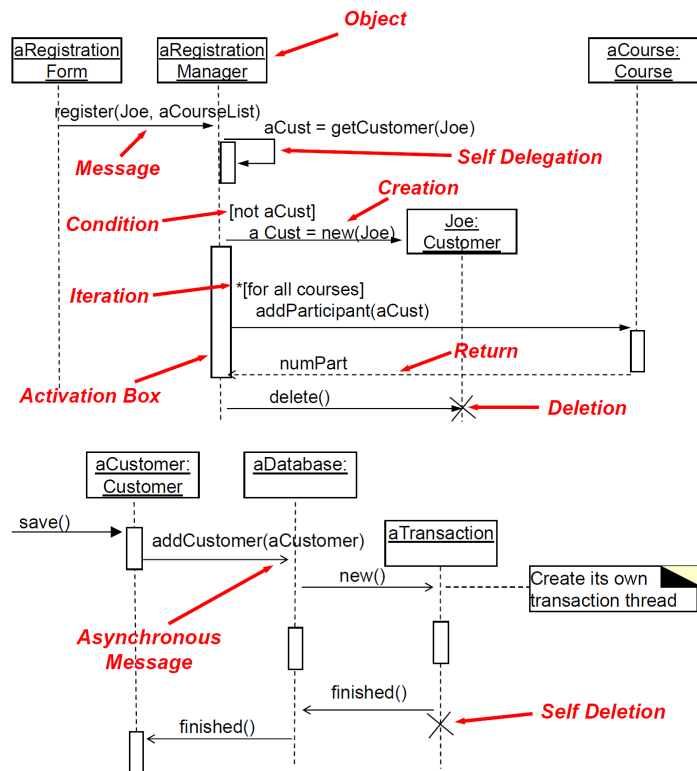 Object
aRegistration
Form
aRegistration
Manager
aCourse:
Course
register(Joe, aCourseList)
aCust = getCustomer(Joe)
Message
Self Delegation
Creation
Condition
[not aCust]
a Cust = new(Joe)
Joe:
Customer
Iteration
*[for all courses]
addParticipant(aCust)
Return
numPart
Activation Box
delete()
Deletion
aCustomer:
Customer
aDatabase:
save()
addCustomer(aCustomer)
aTransaction
new()
Create its own
transaction thread
Asynchronous
Message
finished()
Self Deletion
finished()